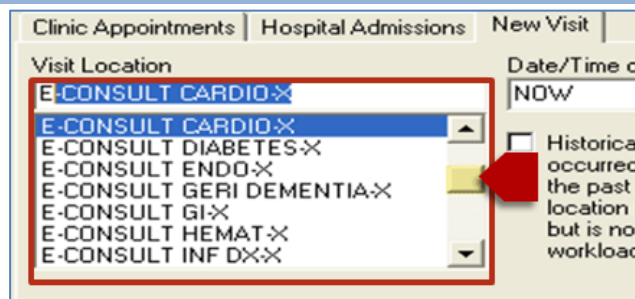 Clinic Appointments Hospital Admissions New Visit
Visit Location
Date/Time o
E-CONSULT CARDIO-X
NOW
E-CONSULT CARDIO-X
E-CONSULT DIABETES-X
E-CONSULT ENDO-X
E-CONSULT GERI DEMENTIA-X
E-CONSULT GI-X
E-CONSULT HEMAT-X
E-CONSULT INF DX-X
Historica
occurred
the past
location
but is no
workload